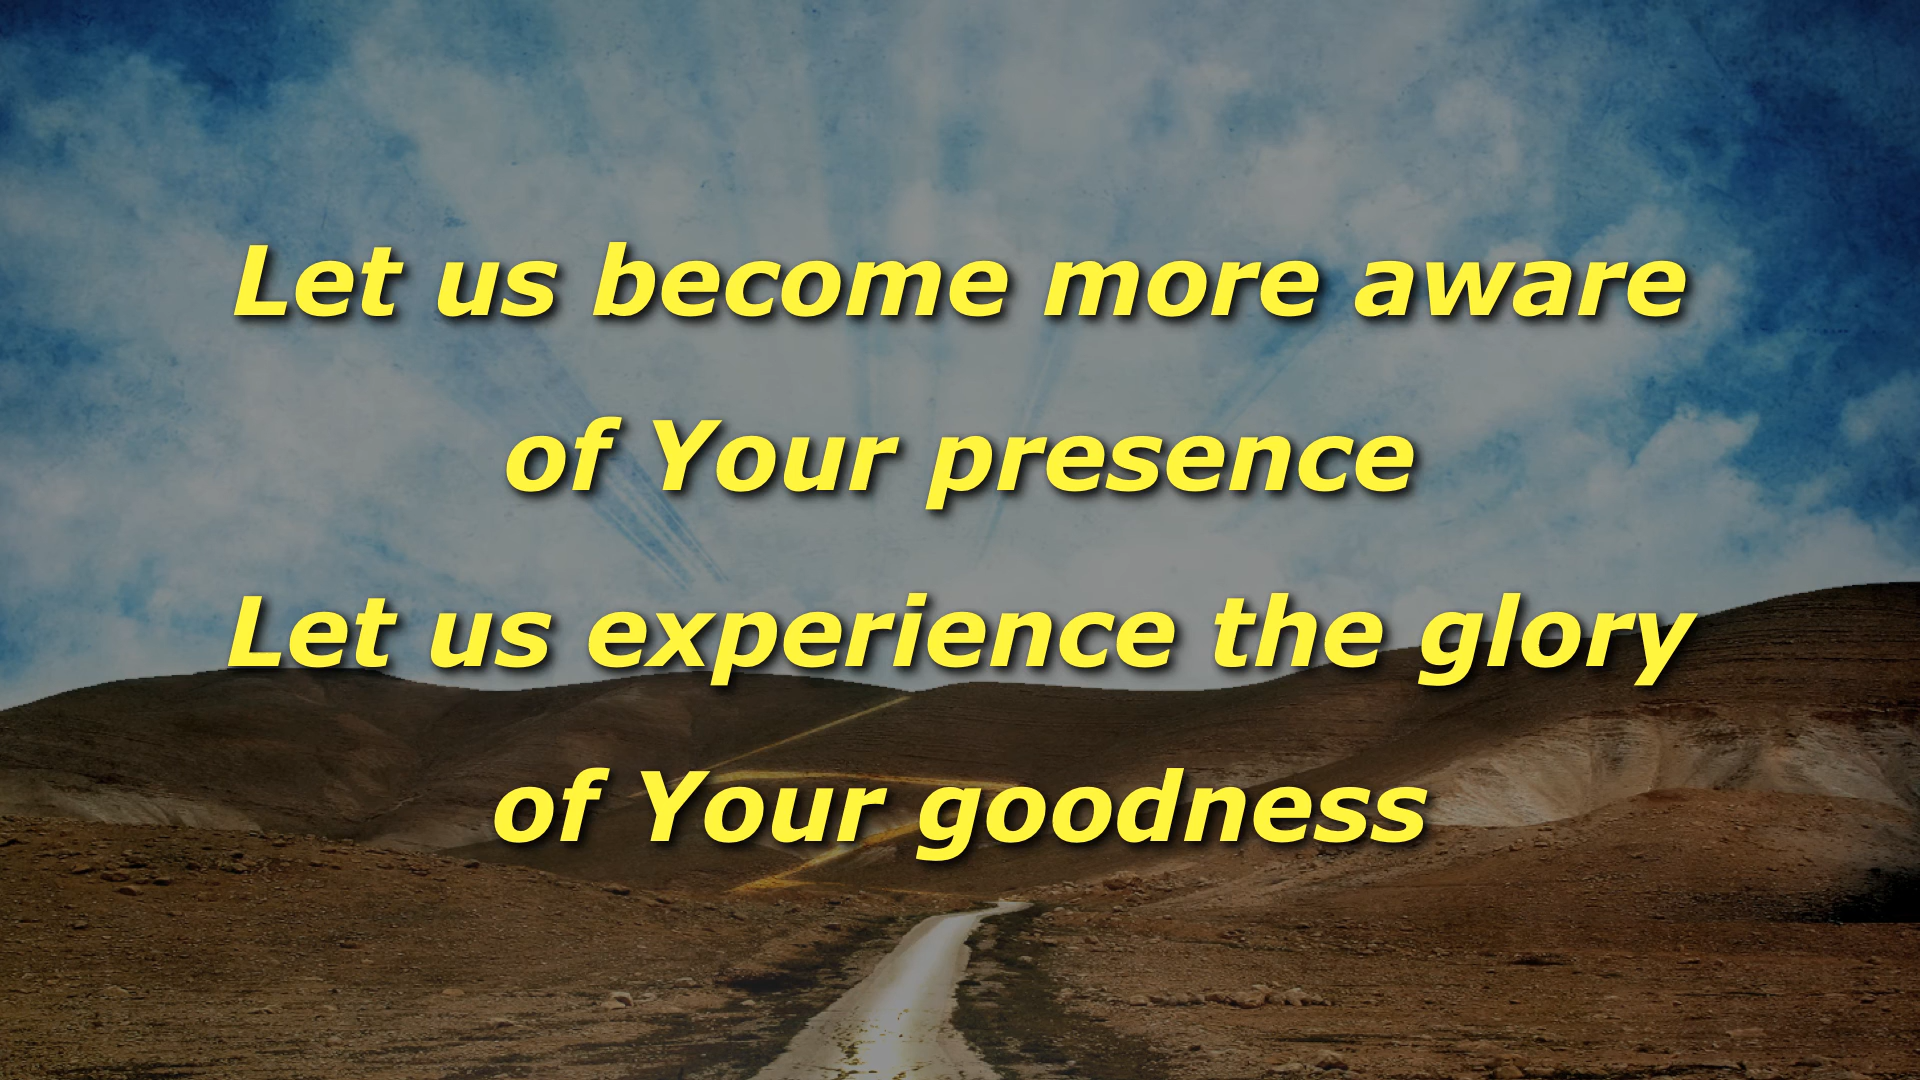 Let us become more aware
of Your presence
Let us experience the glory
of Your goodness